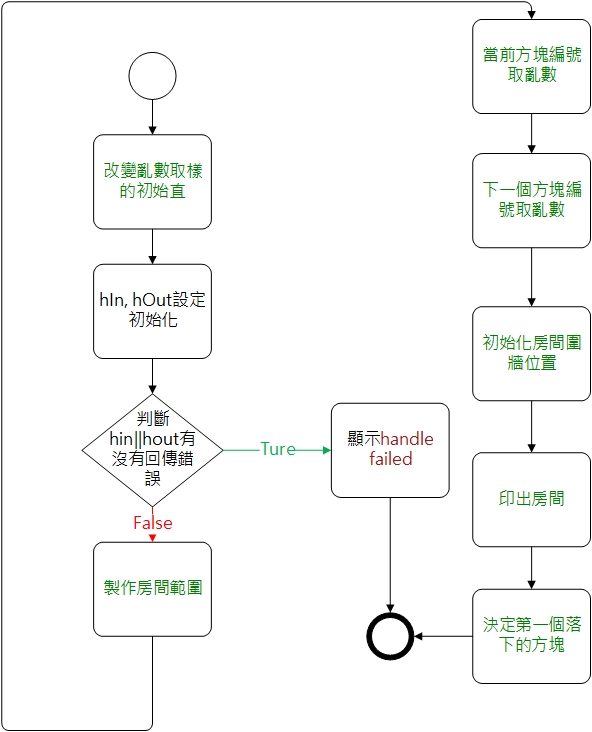 改變亂數取樣
的初始直
hIn, hOut設定
初始化
判斷
hin||hout有
沒有回傳錯
誤
Ture
顯示handle
failed
False
製作房間範圍
當前方塊編號
取亂數
下一個方塊編
號取亂數
初始化房間圍
牆位置
印出房間
決定第一個落
下的方塊